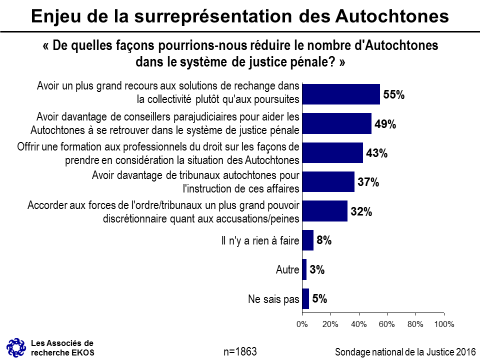 Enjeu de la surreprésentation des Autochtones
« De quelles façons pourrions-nous réduire le nombre d'Autochtones
dans le système de justice pénale? »
Avoir un plus grand recours aux solutions de rechange dans
la collectivité plutôt qu'aux poursuites
55%
Avoir davantage de conseillers parajudiciaires pour aider les
Autochtones à se retrouver dans le système de justice pénale
49%
Offrir une formation aux professionnels du droit sur les façons de
prendre en considération la situation des Autochtones
43%
Avoir davantage de tribunaux autochtones pour
l'instruction de ces affaires
37%
Accorder aux forces de l'ordre/tribunaux un plus grand pouvoir
discrétionnaire quant aux accusations/peines
32%
Il n'y a rien à faire
8%
Autre
3%
Ne sais pas
5%
0% 20% 40% 60% 80% 100%
Les Associés de
recherche EKOS
n=1863
Sondage national de la Justice 2016